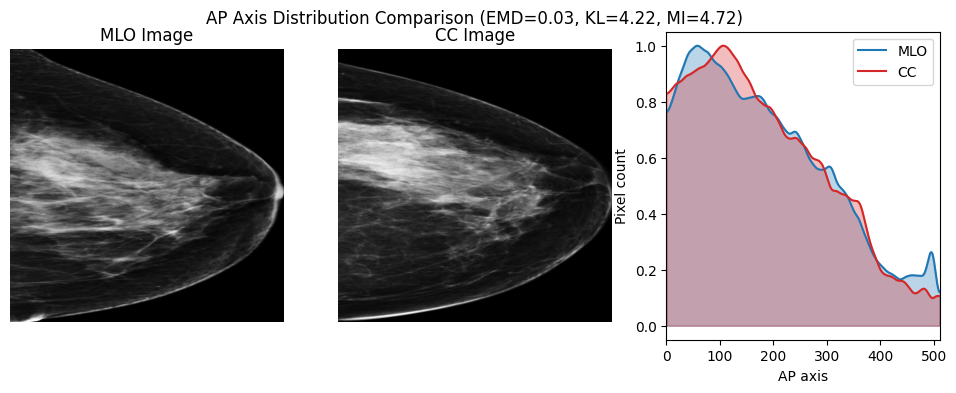 AP Axis Distribution Comparison (EMD=0.03, KL=4.22, MI=4.72)
MLO Image
CC Image
MLO
CC
1.0
0.8
0.6
0.4
0.2
0.0
Pixel count
0 100 200 300 400 500
AP axis